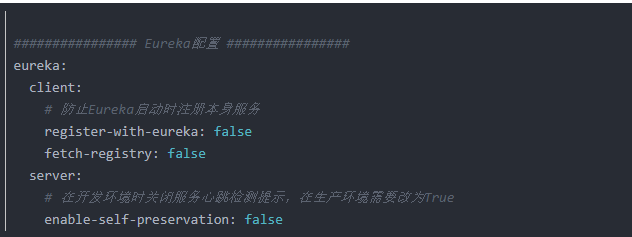 ################ Eureka配置 ################
eureka:
  client:
    # 防止Eureka启动时注册本身服务
    register-with-eureka: false
    fetch-registry: false
  server:
    # 在开发环境时关闭服务心跳检测提示，在生产环境需要改为True
    enable-self-preservation: false